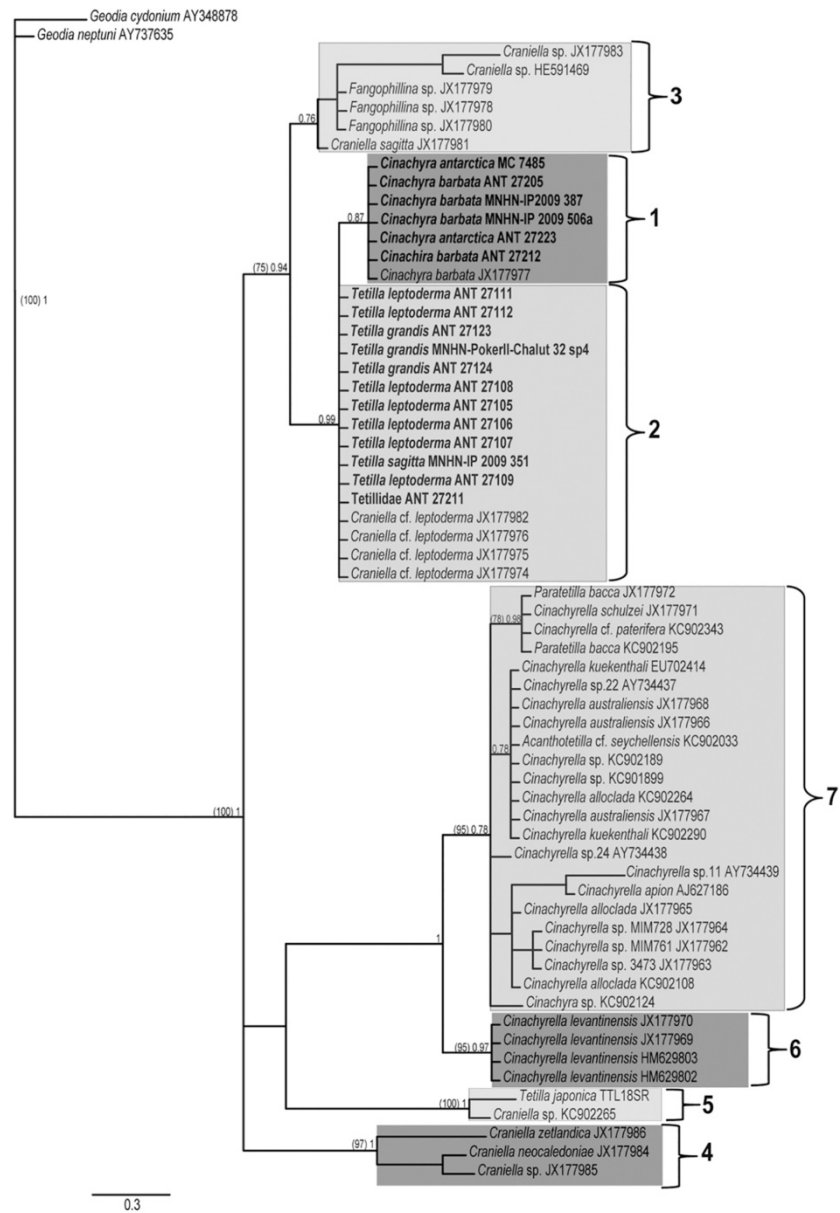 Geodia cydonium AY348878
Geodia neptuni AY737635
(100) 1
Craniella sp. JX177983
Craniella sp. HE591469
Fangophillina sp. JX177979
Fangophillina sp. JX177978
Fangophillina sp. JX177980
Craniella sagitta JX177981
0.76
3
Cinachyra antarctica MC 7485
Cinachyra barbata ANT 27205
Cinachyra barbata MNHN-IP2009 387
Cinachyra barbata MNHN-IP 2009 506a
Cinachyra antarctica ANT 27223
Cinachira barbata ANT 27212
Cinachyra barbata JX177977
0.87
1
(75) 0.94
Tetilla leptoderma ANT 27111
Tetilla leptoderma ANT 27112
Tetilla grandis ANT 27123
Tetilla grandis MNHN-PokerII-Chalut 32 sp4
Tetilla grandis ANT 27124
Tetilla leptoderma ANT 27108
Tetilla leptoderma ANT 27105
Tetilla leptoderma ANT 27106
Tetilla leptoderma ANT 27107
Tetilla sagitta MNHN-IP 2009 351
Tetilla leptoderma ANT 27109
Tetillidae ANT 27211
Craniella cf. leptoderma JX177982
Craniella cf. leptoderma JX177976
Craniella cf. leptoderma JX177975
Craniella cf. leptoderma JX177974
0.99
2
Paratetilla bacca JX177972
Cinachyrella schulzei JX177971
Cinachyrella cf. paterifera KC902343
Paratetilla bacca KC902195
(78) 0.98
Cinachyrella kuekenthali EU702414
Cinachyrella sp.22 AY734437
Cinachyrella australiensis JX177968
Cinachyrella australiensis JX177966
Acanthotetilla cf. seychellensis KC902033
Cinachyrella sp. KC902189
Cinachyrella sp. KC901899
Cinachyrella alloclada KC902264
Cinachyrella australiensis JX177967
Cinachyrella kuekenthali KC902290
0.78
Cinachyrella sp.24 AY734438
Cinachyrella sp.11 AY734439
Cinachyrella apion AJ627186
Cinachyrella alloclada JX177965
Cinachyrella sp. MIM728 JX177964
Cinachyrella sp. MIM761 JX177962
Cinachyrella sp. 3473 JX177963
Cinachyrella alloclada KC902108
Cinachyra sp. KC902124
(95) 0.78
7
(100) 1
1
Cinachyrella levantinensis JX177970
Cinachyrella levantinensis JX177969
Cinachyrella levantinensis HM629803
Cinachyrella levantinensis HM629802
(95) 0.97
6
Tetilla japonica TTL18SR
Craniella sp. KC902265
(100) 1
5
Craniella zetlandica JX177986
Craniella neocaledoniae JX177984
Craniella sp. JX177985
(97) 1
4
0.3